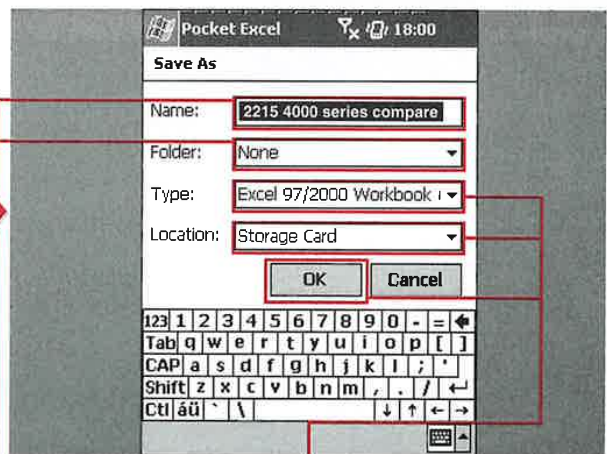 Pocket Excel 18:00
Save As
Name: 2215 4000 series compare
Folder: None
Type: Excel 97/2000 Workbook (
Location: Storage Card
OK Cancel
123 1 2 3 4 5 6 7 8 9 0 - =
Tab q w e r t y u i o p [ ]
CAP a s d f g h j k l ; '
Shift z x c v b n m , . /
Ctl áü ` \